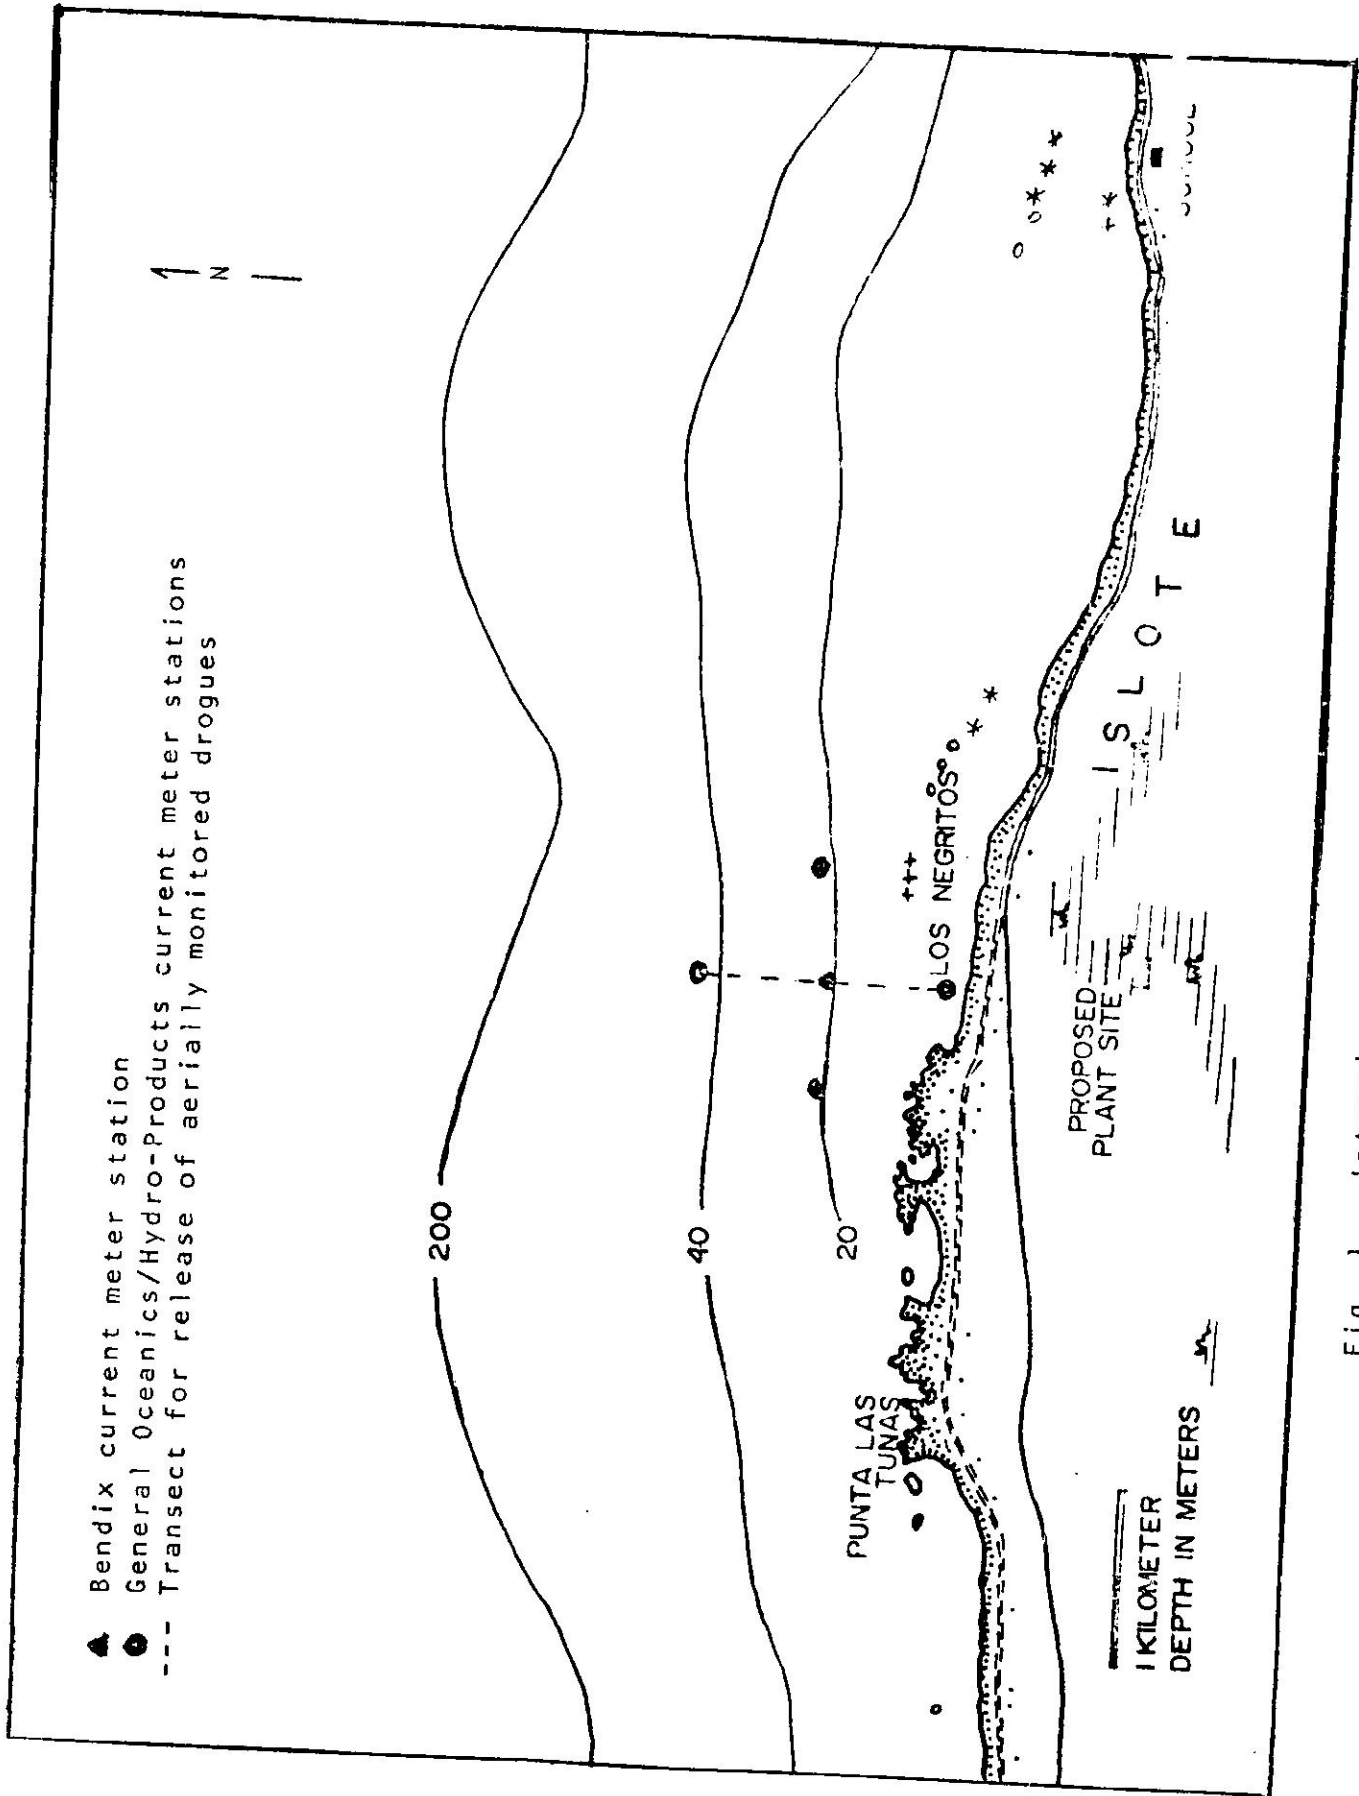 Bendix current meter station
General Oceanics/Hydro-Products current meter stations
--- Transect for release of aerially monitored drogues
N
200
40
20
LOS NEGRITOS
PUNTA LAS
TUNAS
PROPOSED
PLANT SITE
ISLOTE
1 KILOMETER
DEPTH IN METERS
Fig.